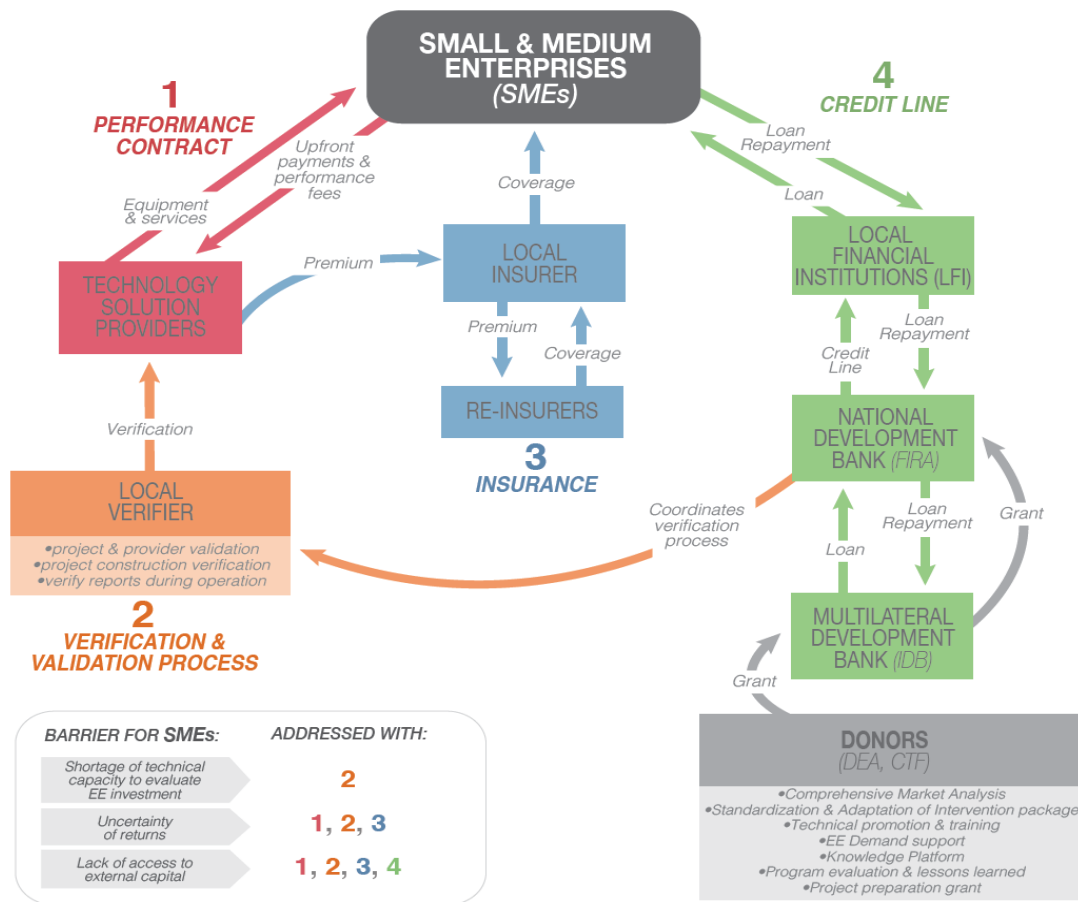 SMALL & MEDIUM
ENTERPRISES
(SMEs)
1
PERFORMANCE
CONTRACT
4
CREDIT LINE
Upfront
payments &
performance
fees
Equipment
& services
Coverage
Loan
Repayment
Loan
TECHNOLOGY
SOLUTION
PROVIDERS
Premium
LOCAL
INSURER
LOCAL
FINANCIAL
INSTITUTIONS (LFI)
Premium
Coverage
Credit
Line
Loan
Repayment
RE-INSURERS
3
INSURANCE
NATIONAL
DEVELOPMENT
BANK (FIRA)
Verification
LOCAL
VERIFIER
•project & provider validation
•project construction verification
•verify reports during operation
2
VERIFICATION &
VALIDATION PROCESS
Coordinates
verification
process
Loan
Loan
Repayment
Grant
MULTILATERAL
DEVELOPMENT
BANK (IDB)
Grant
DONORS
(DEA, CTF)
•Comprehensive Market Analysis
•Standardization & Adaptation of Intervention package
•Technical promotion & training
•EE Demand support
•Knowledge Platform
•Program evaluation & lessons learned
•Project preparation grant
BARRIER FOR SMEs: ADDRESSED WITH:
Shortage of technical
capacity to evaluate
EE investment
2
Uncertainty
of returns
1, 2, 3
Lack of access to
external capital
1, 2, 3, 4